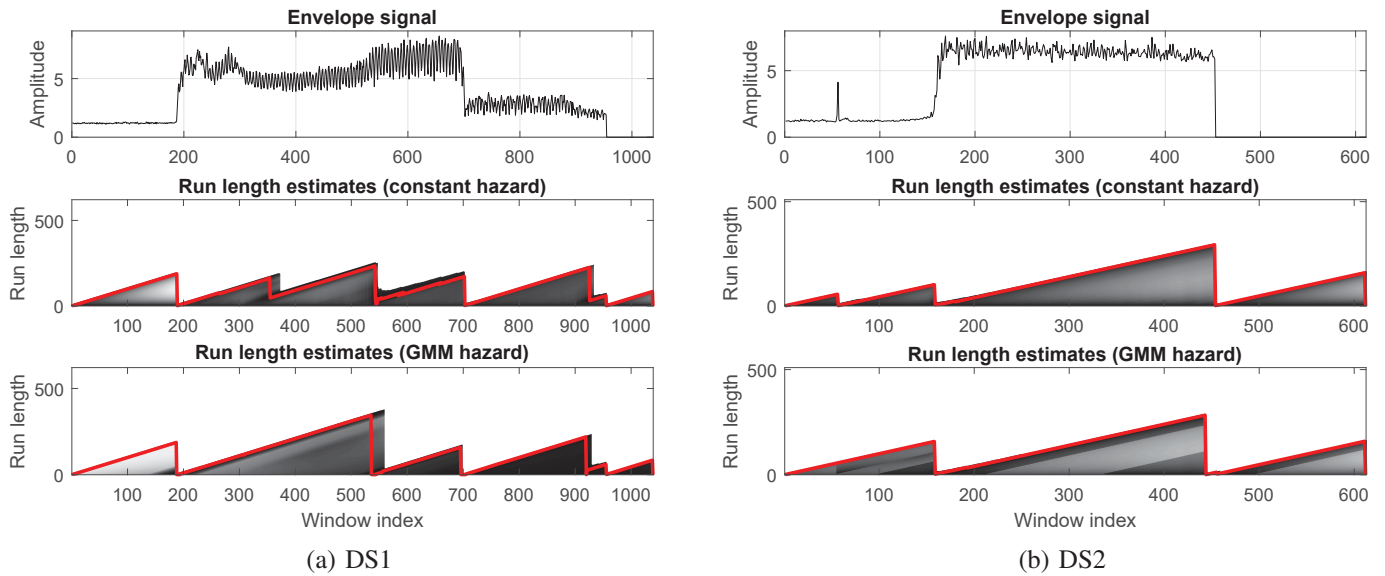 Envelope signal
Amplitude
5
0
0 200 400 600 800 1000
Run length estimates (constant hazard)
Run length
500
0
100 200 300 400 500 600 700 800 900 1000
Run length estimates (GMM hazard)
Run length
500
0
100 200 300 400 500 600 700 800 900 1000
Window index
(a) DS1
Envelope signal
Amplitude
5
0
0 100 200 300 400 500 600
Run length estimates (constant hazard)
Run length
500
0
100 200 300 400 500 600
Run length estimates (GMM hazard)
Run length
500
0
100 200 300 400 500 600
Window index
(b) DS2